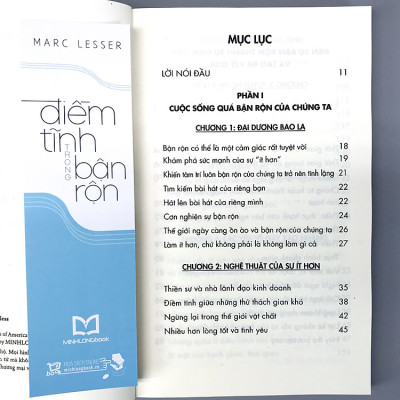 MARC LESSER
điềm
tĩnh
TRONG
bận
rộn
MINHLONGbook
MỤC LỤC
LỜI NÓI ĐẦU 11
PHẦN I
CUỘC SỐNG QUÁ BẬN RỘN CỦA CHÚNG TA
CHƯƠNG 1: ĐẠI DƯƠNG BAO LA
Bận rộn có thể là một cảm giác rất tuyệt vời 18
Khám phá sức mạnh của sự "ít hơn" 19
Khiến tâm trí luôn bận rộn của chúng ta trở nên tĩnh lặng 21
Tìm kiếm bài hát của riêng bạn 22
Hát lên bài hát của riêng mình 22
Cơn nghiện sự bận rộn 24
Thế giới ngày càng ồn ào và bận rộn của chúng ta 26
Làm ít hơn, chứ không phải là không làm gì cả 27
CHƯƠNG 2: NGHỆ THUẬT CỦA SỰ ÍT HƠN
Thiền sư và nhà lãnh đạo kinh doanh 35
Điềm tĩnh giữa những thử thách gian khó 38
Ngừng lại trong thế giới vật chất 42
Nhiều hơn lòng tốt và tình yêu 45